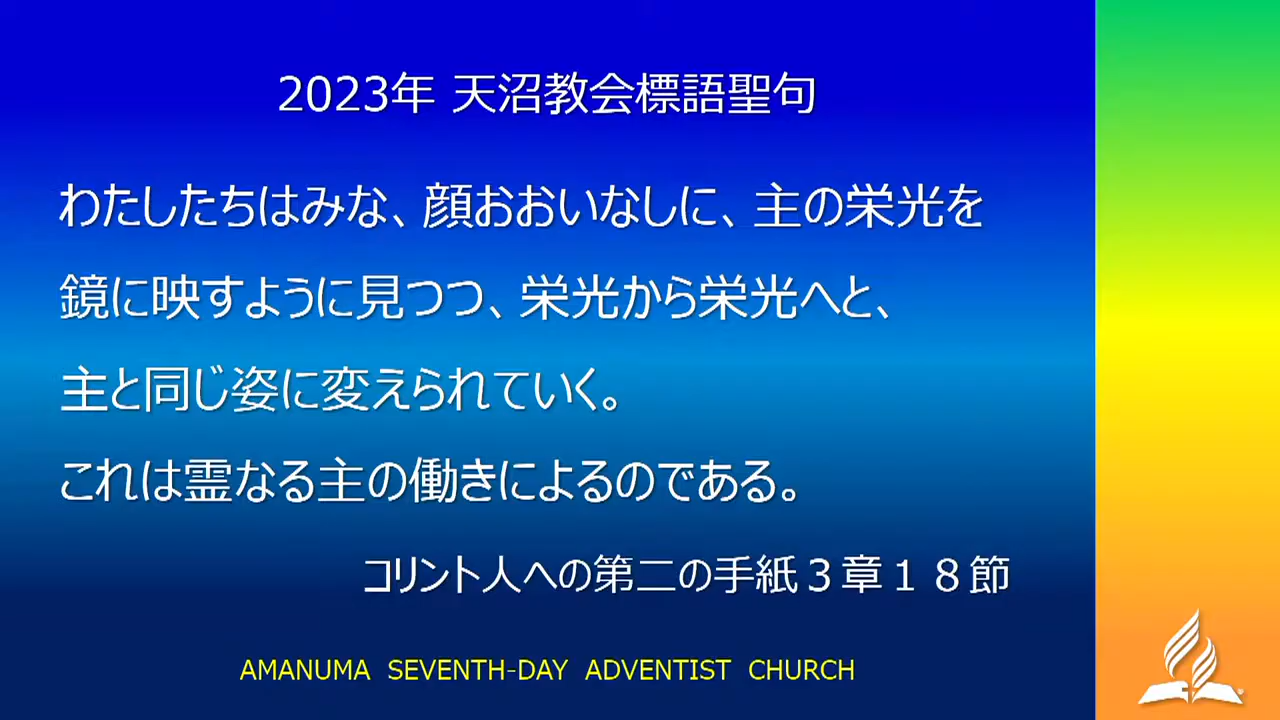 2023年 天沼教会標語聖句
わたしたちはみな、顔おおいなしに、主の栄光を
鏡に映すように見つつ、栄光から栄光へと、
主と同じ姿に変えられていく。
これは霊なる主の働きによるのである。
コリント人への第二の手紙３章１８節
AMANUMA SEVENTH-DAY ADVENTIST CHURCH